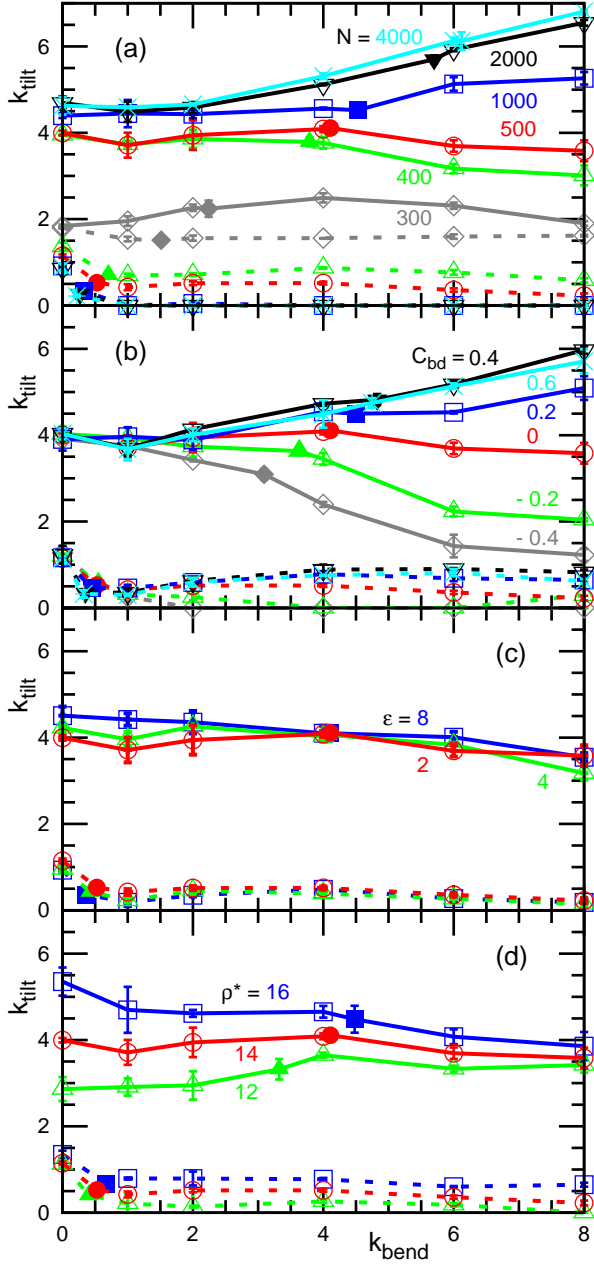 (a)
N = 4000
2000
1000
500
400
300
k_tilt
6
4
2
0
(b)
C_bd = 0.4
0.6
0.2
0
- 0.2
- 0.4
k_tilt
6
4
2
0
(c)
ε = 8
2
4
k_tilt
6
4
2
0
(d)
ρ* = 16
14
12
k_tilt
6
4
2
0
0 2 4 6 8
k_bend